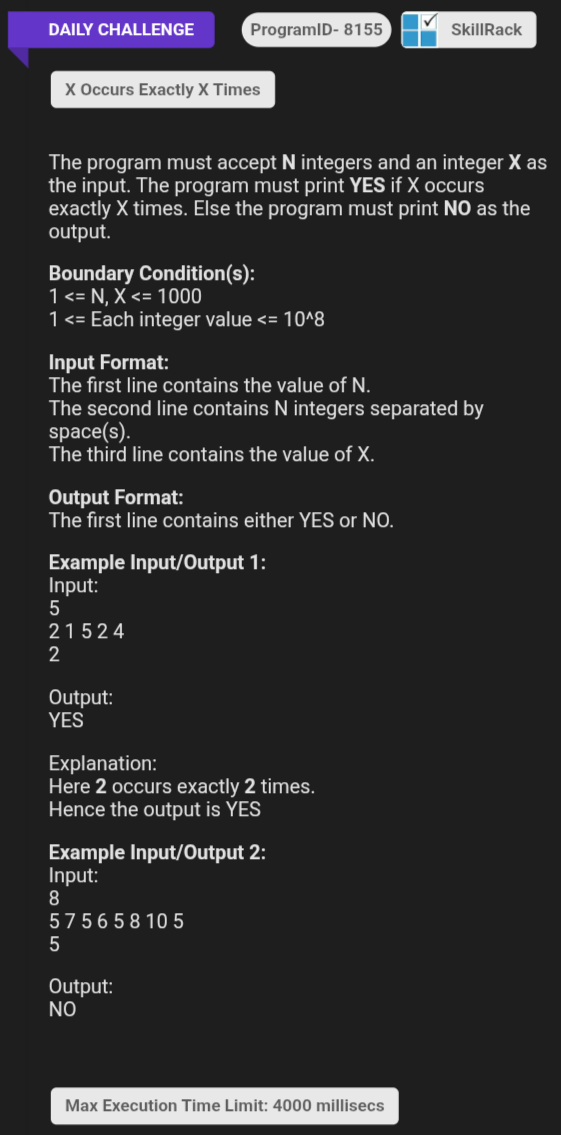 DAILY CHALLENGE
ProgramID- 8155
SkillRack
X Occurs Exactly X Times
The program must accept N integers and an integer X as
the input. The program must print YES if X occurs
exactly X times. Else the program must print NO as the
output.
Boundary Condition(s):
1 <= N, X <= 1000
1 <= Each integer value <= 10^8
Input Format:
The first line contains the value of N.
The second line contains N integers separated by
space(s).
The third line contains the value of X.
Output Format:
The first line contains either YES or NO.
Example Input/Output 1:
Input:
5
2 1 5 2 4
2
Output:
YES
Explanation:
Here 2 occurs exactly 2 times.
Hence the output is YES
Example Input/Output 2:
Input:
8
5 7 5 6 5 8 10 5
5
Output:
NO
Max Execution Time Limit: 4000 millisecs